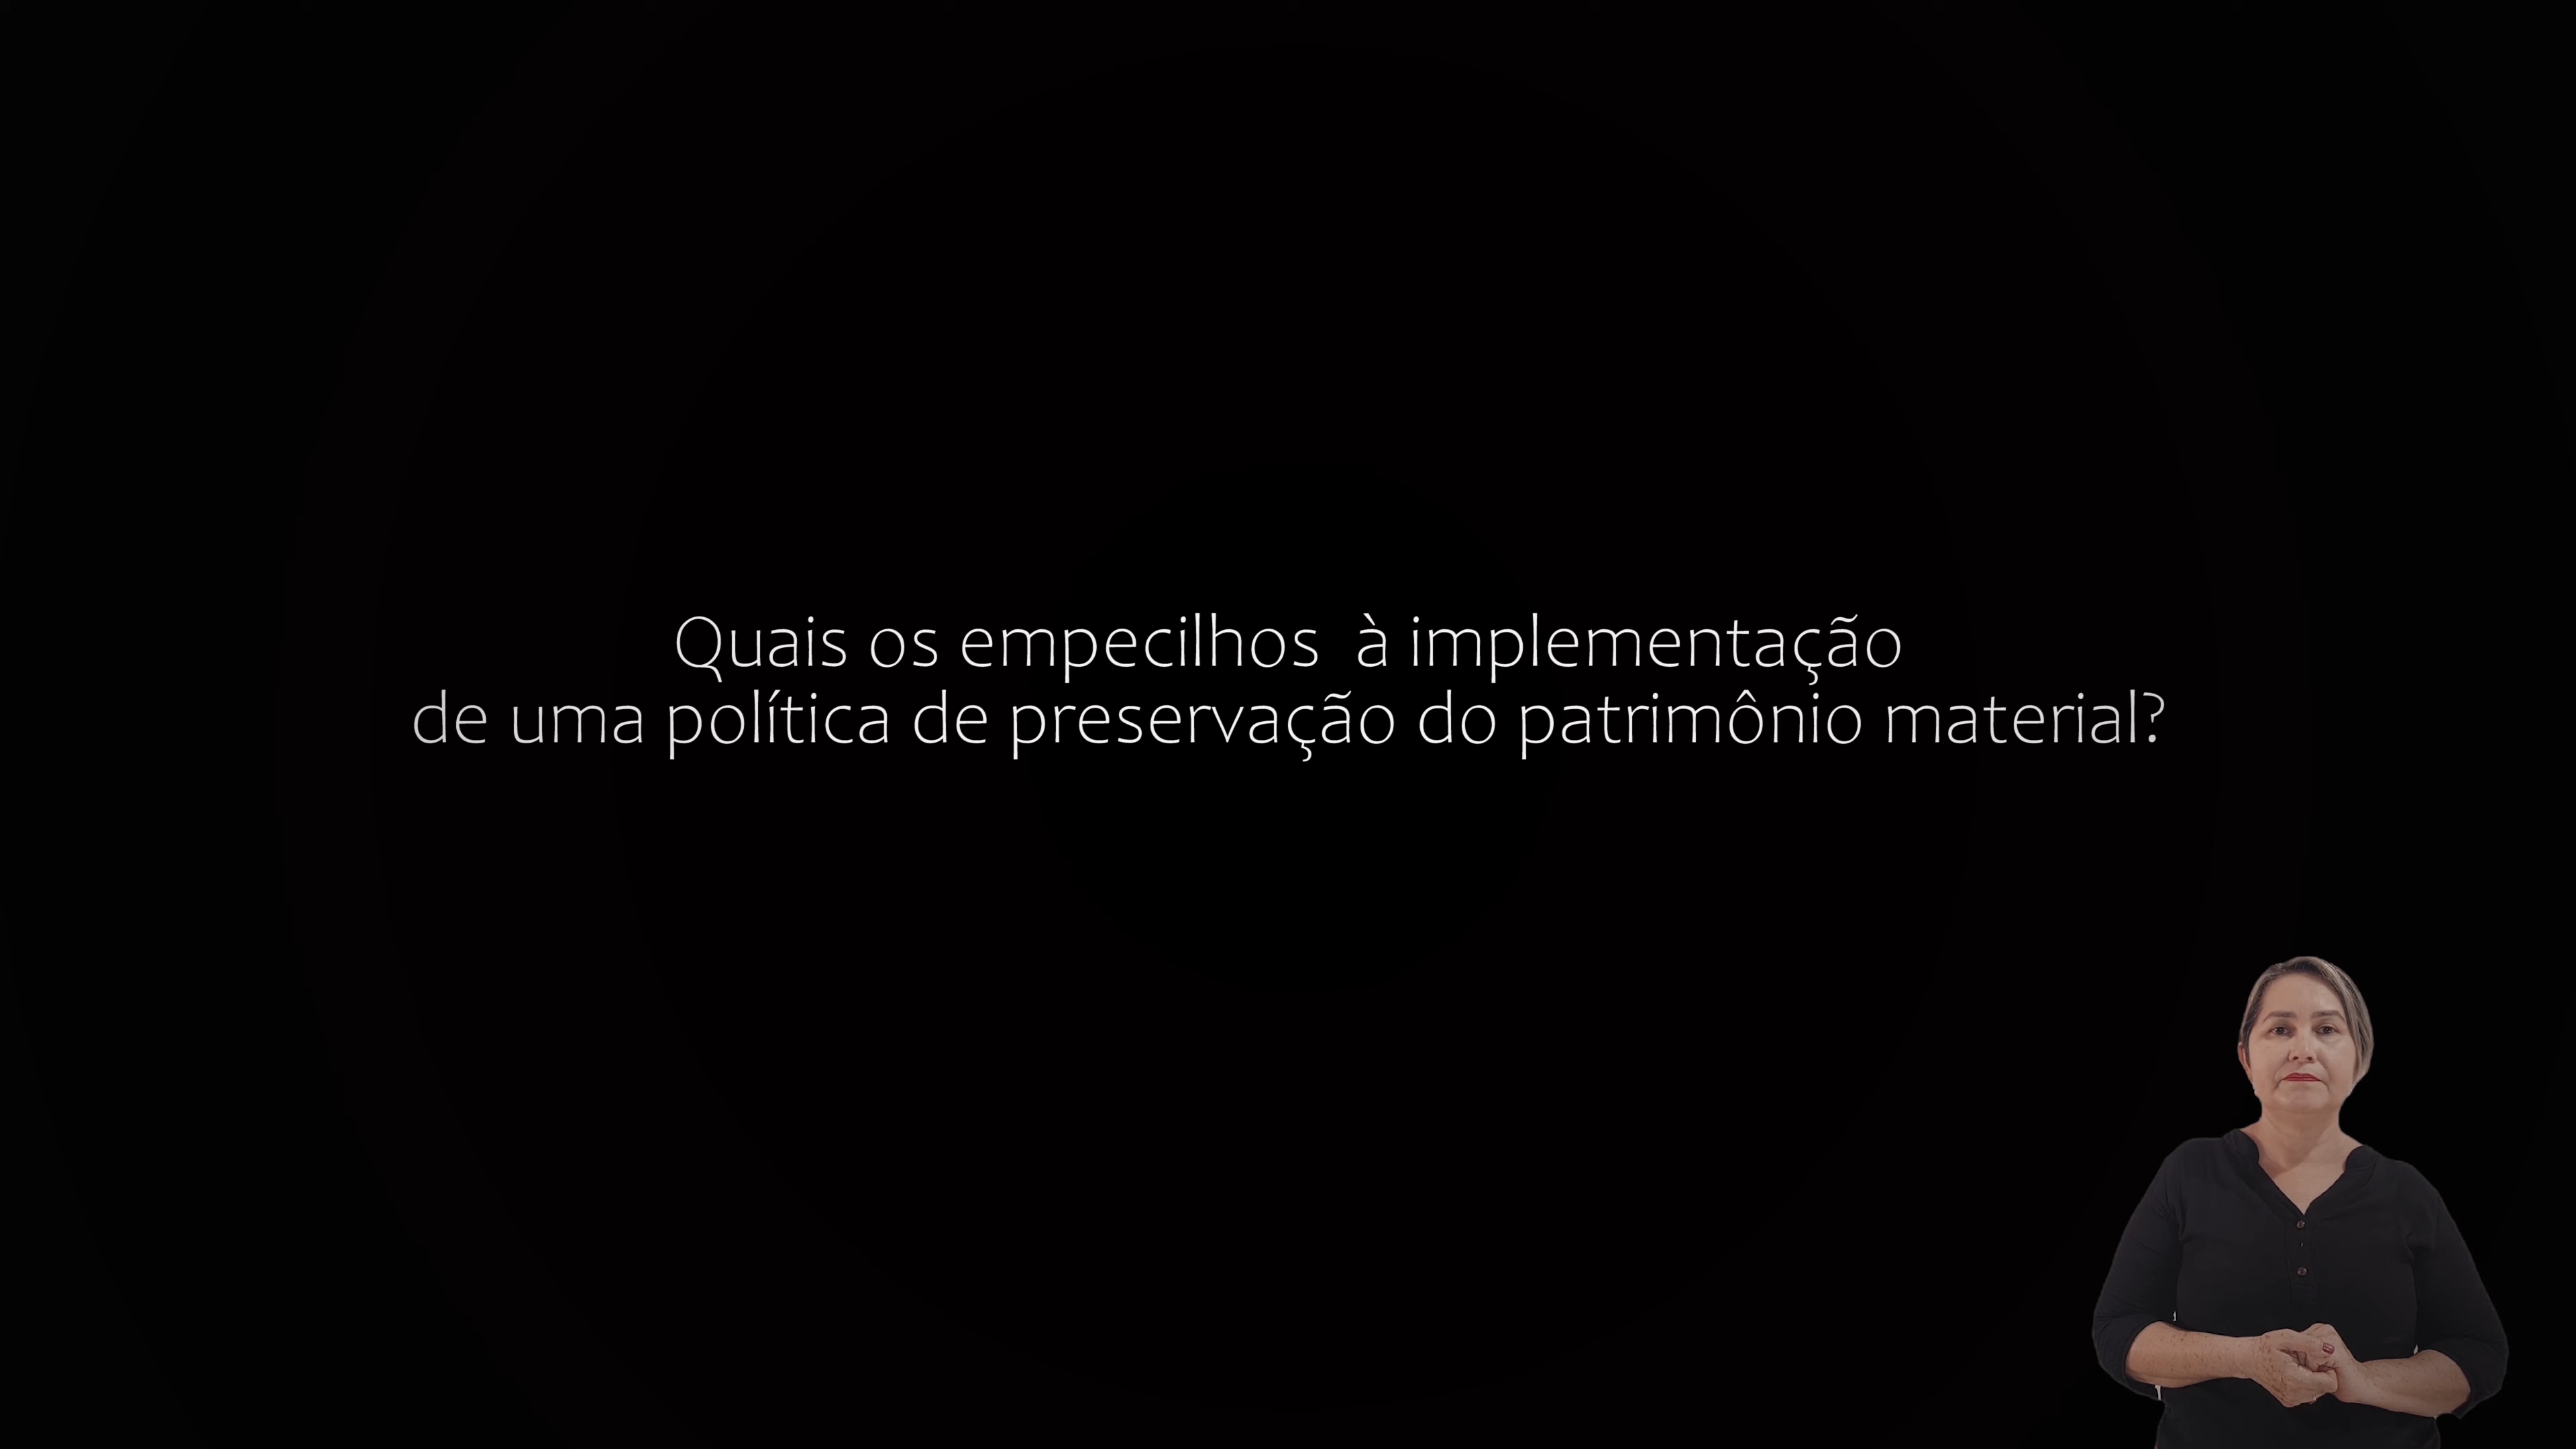 Quais os empecilhos à implementação
de uma política de preservação do patrimônio material?